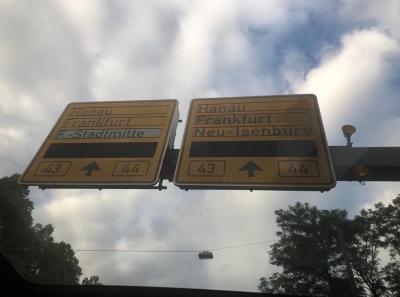 Hanau
Frankfurt
F-Stadtmitte
43 44
Hanau
Frankfurt
Neu-Isenburg
43 44